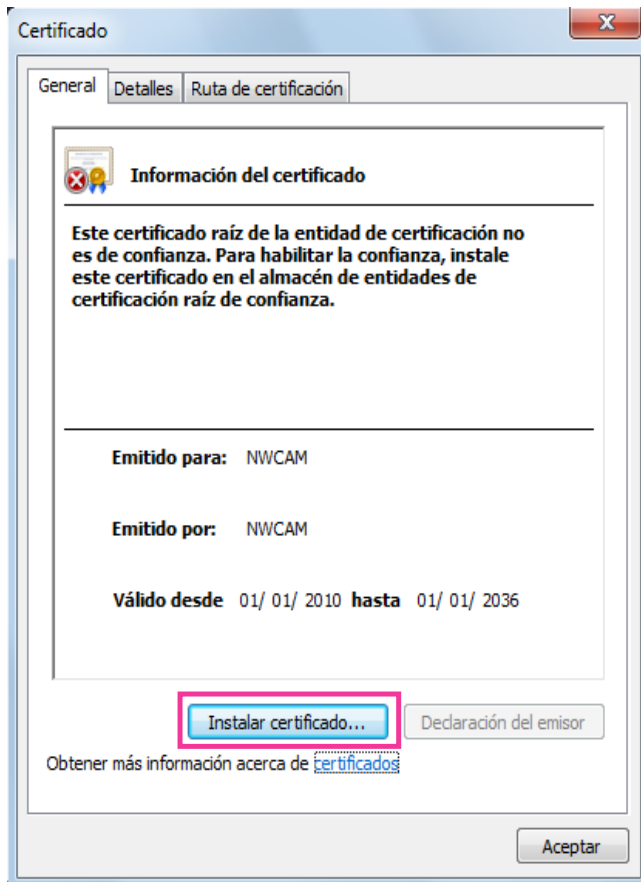 Certificado
General Detalles Ruta de certificación
Información del certificado
Este certificado raíz de la entidad de certificación no
es de confianza. Para habilitar la confianza, instale
este certificado en el almacén de entidades de
certificación raíz de confianza.
Emitido para: NWCAM
Emitido por: NWCAM
Válido desde 01/ 01/ 2010 hasta 01/ 01/ 2036
Instalar certificado... Declaración del emisor
Obtener más información acerca de certificados
Aceptar